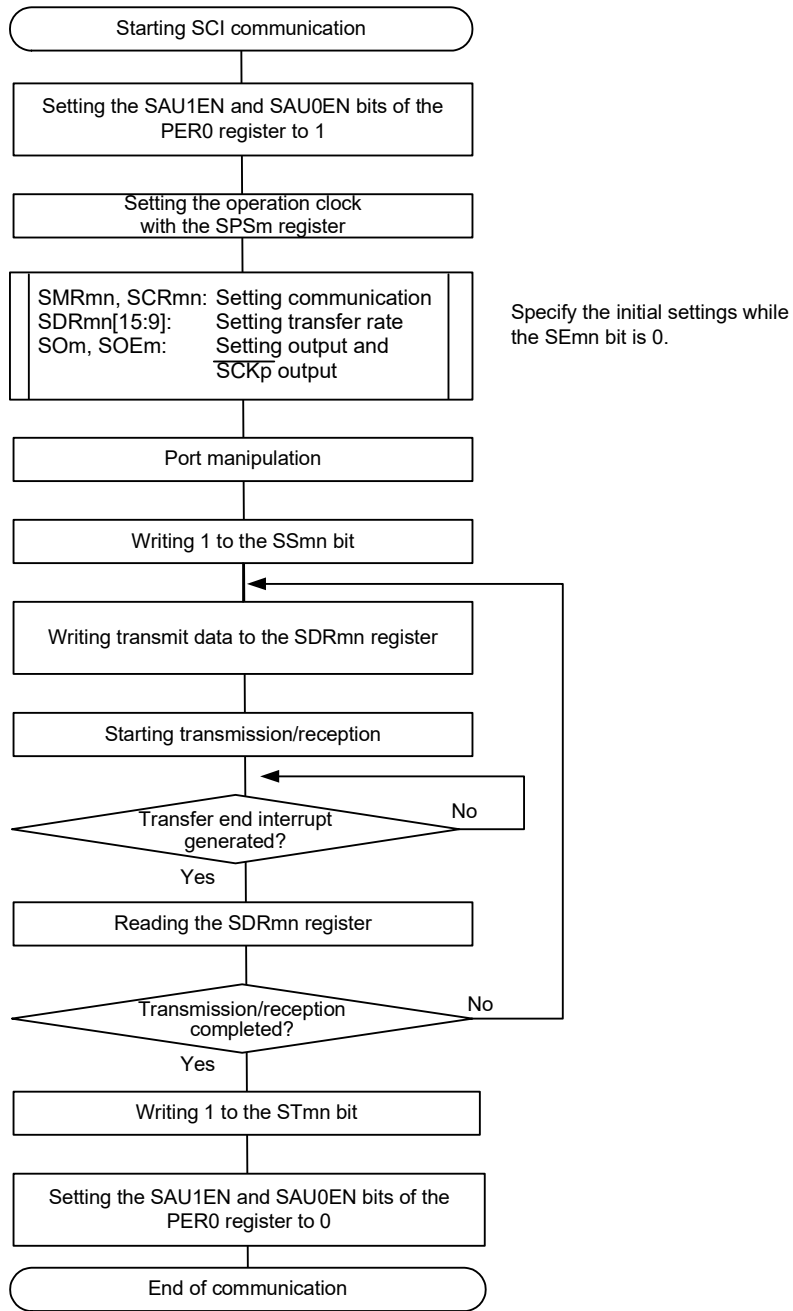 Starting SCI communication
Setting the SAU1EN and SAU0EN bits of the
PER0 register to 1
Setting the operation clock
with the SPSm register
SMRmn, SCRmn: Setting communication
SDRmn[15:9]: Setting transfer rate
SOm, SOEm: Setting output and
SCKp output
Specify the initial settings while
the SEmn bit is 0.
Port manipulation
Writing 1 to the SSmn bit
Writing transmit data to the SDRmn register
Starting transmission/reception
Transfer end interrupt
generated?
No
Yes
Reading the SDRmn register
Transmission/reception
completed?
No
Yes
Writing 1 to the STmn bit
Setting the SAU1EN and SAU0EN bits of the
PER0 register to 0
End of communication